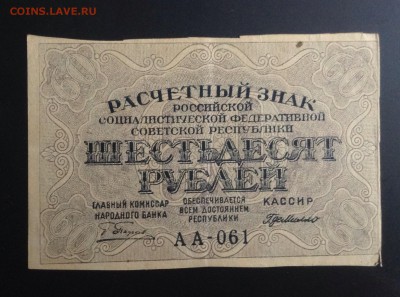 COINS.LAVE.RU
РАСЧЕТНЫЙ ЗНАК
РОССИЙСКОЙ
СОЦИАЛИСТИЧЕСКОЙ ФЕДЕРАТИВНОЙ
СОВЕТСКОЙ РЕСПУБЛИКИ
ШЕСТЬДЕСЯТ
РУБЛЕЙ
ГЛАВНЫЙ КОМИССАР
НАРОДНОГО БАНКА
ОБЕСПЕЧИВАЕТСЯ
ВСЕМ ДОСТОЯНИЕМ
РЕСПУБЛИКИ
КАССИР
АА-061